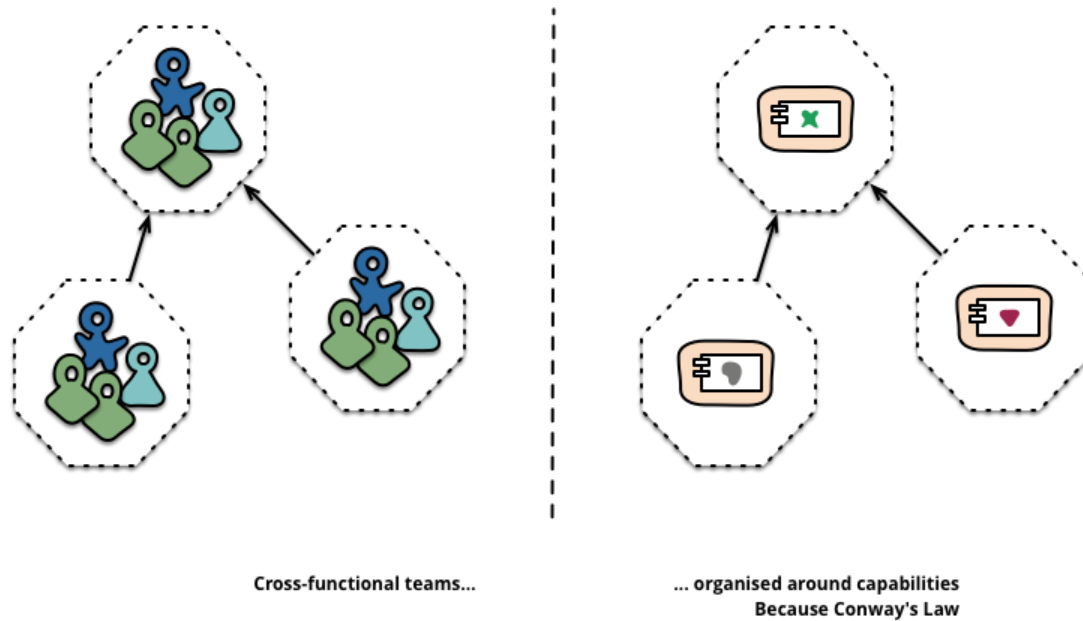 Cross-functional teams...
... organised around capabilities
Because Conway's Law